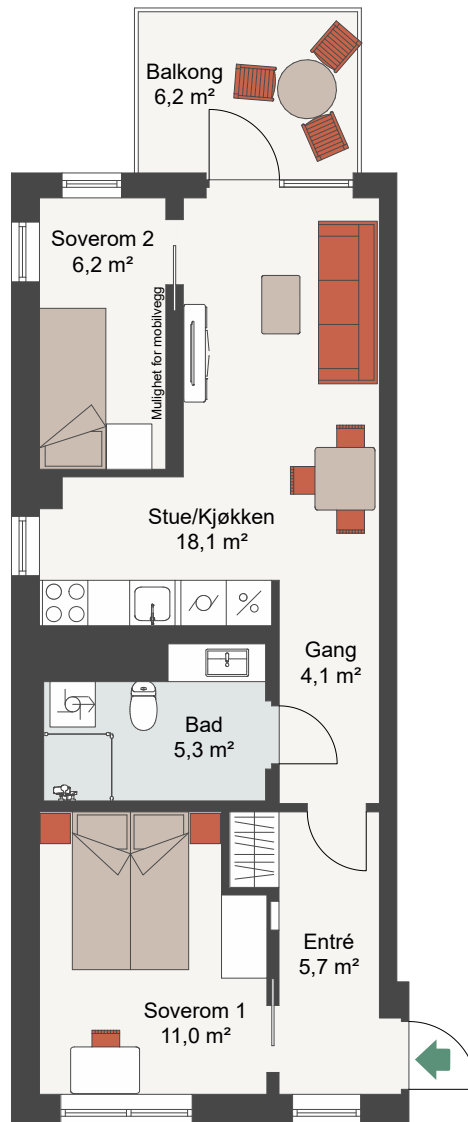 Balkong
6,2 m²
Soverom 2
6,2 m²
Mulighet for mobilvegg
Stue/Kjøkken
18,1 m²
Gang
4,1 m²
Bad
5,3 m²
Entré
5,7 m²
Soverom 1
11,0 m²